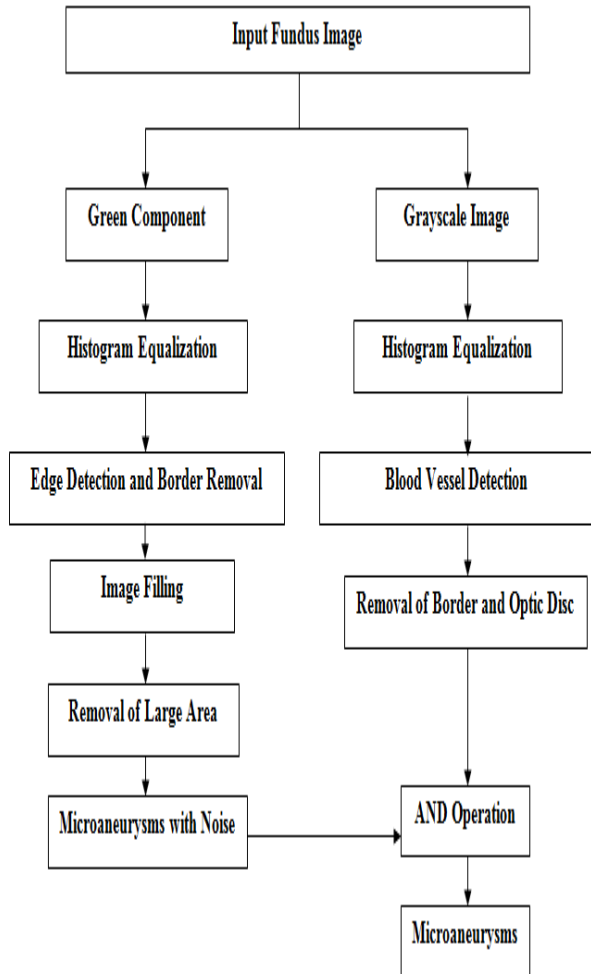 Input Fundus Image
Green Component
Grayscale Image
Histogram Equalization
Histogram Equalization
Edge Detection and Border Removal
Blood Vessel Detection
Image Filling
Removal of Border and Optic Disc
Removal of Large Area
Microaneurysms with Noise
AND Operation
Microaneurysms